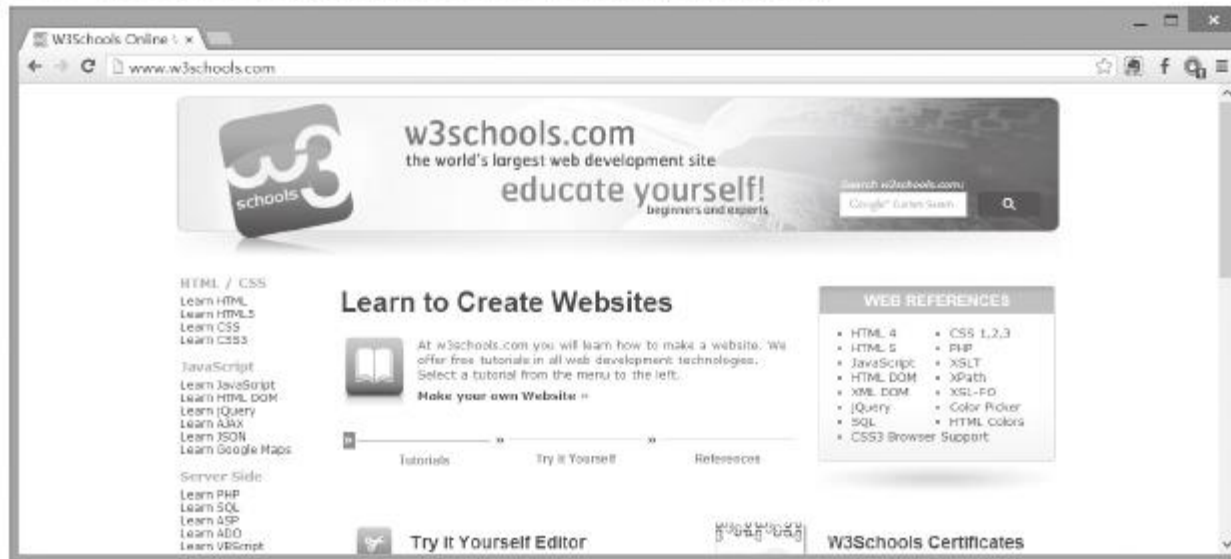 W3Schools Online
www.w3schools.com
w3schools
w3schools.com
the world's largest web development site
educate yourself!
beginners and experts
Search w3schools.com:
HTML / CSS
Learn HTML
Learn HTML5
Learn CSS
Learn CSS3
JavaScript
Learn JavaScript
Learn HTML DOM
Learn jQuery
Learn AJAX
Learn JSON
Learn Google Maps
Server Side
Learn PHP
Learn SQL
Learn ASP
Learn ADO
Learn VBScript
Learn to Create Websites
At w3schools.com you will learn how to make a website. We
offer free tutorials in all web development technologies.
Select a tutorial from the menu to the left.
Make your own Website »
» » »
Tutorials Try It Yourself References
Try it Yourself Editor
W3Schools Certificates
WEB REFERENCES
• HTML 4
• HTML 5
• JavaScript
• HTML DOM
• XML DOM
• jQuery
• SQL
• CSS3 Browser Support
• CSS 1,2,3
• PHP
• XSLT
• XPath
• XSL-FO
• Color Picker
• HTML Colors